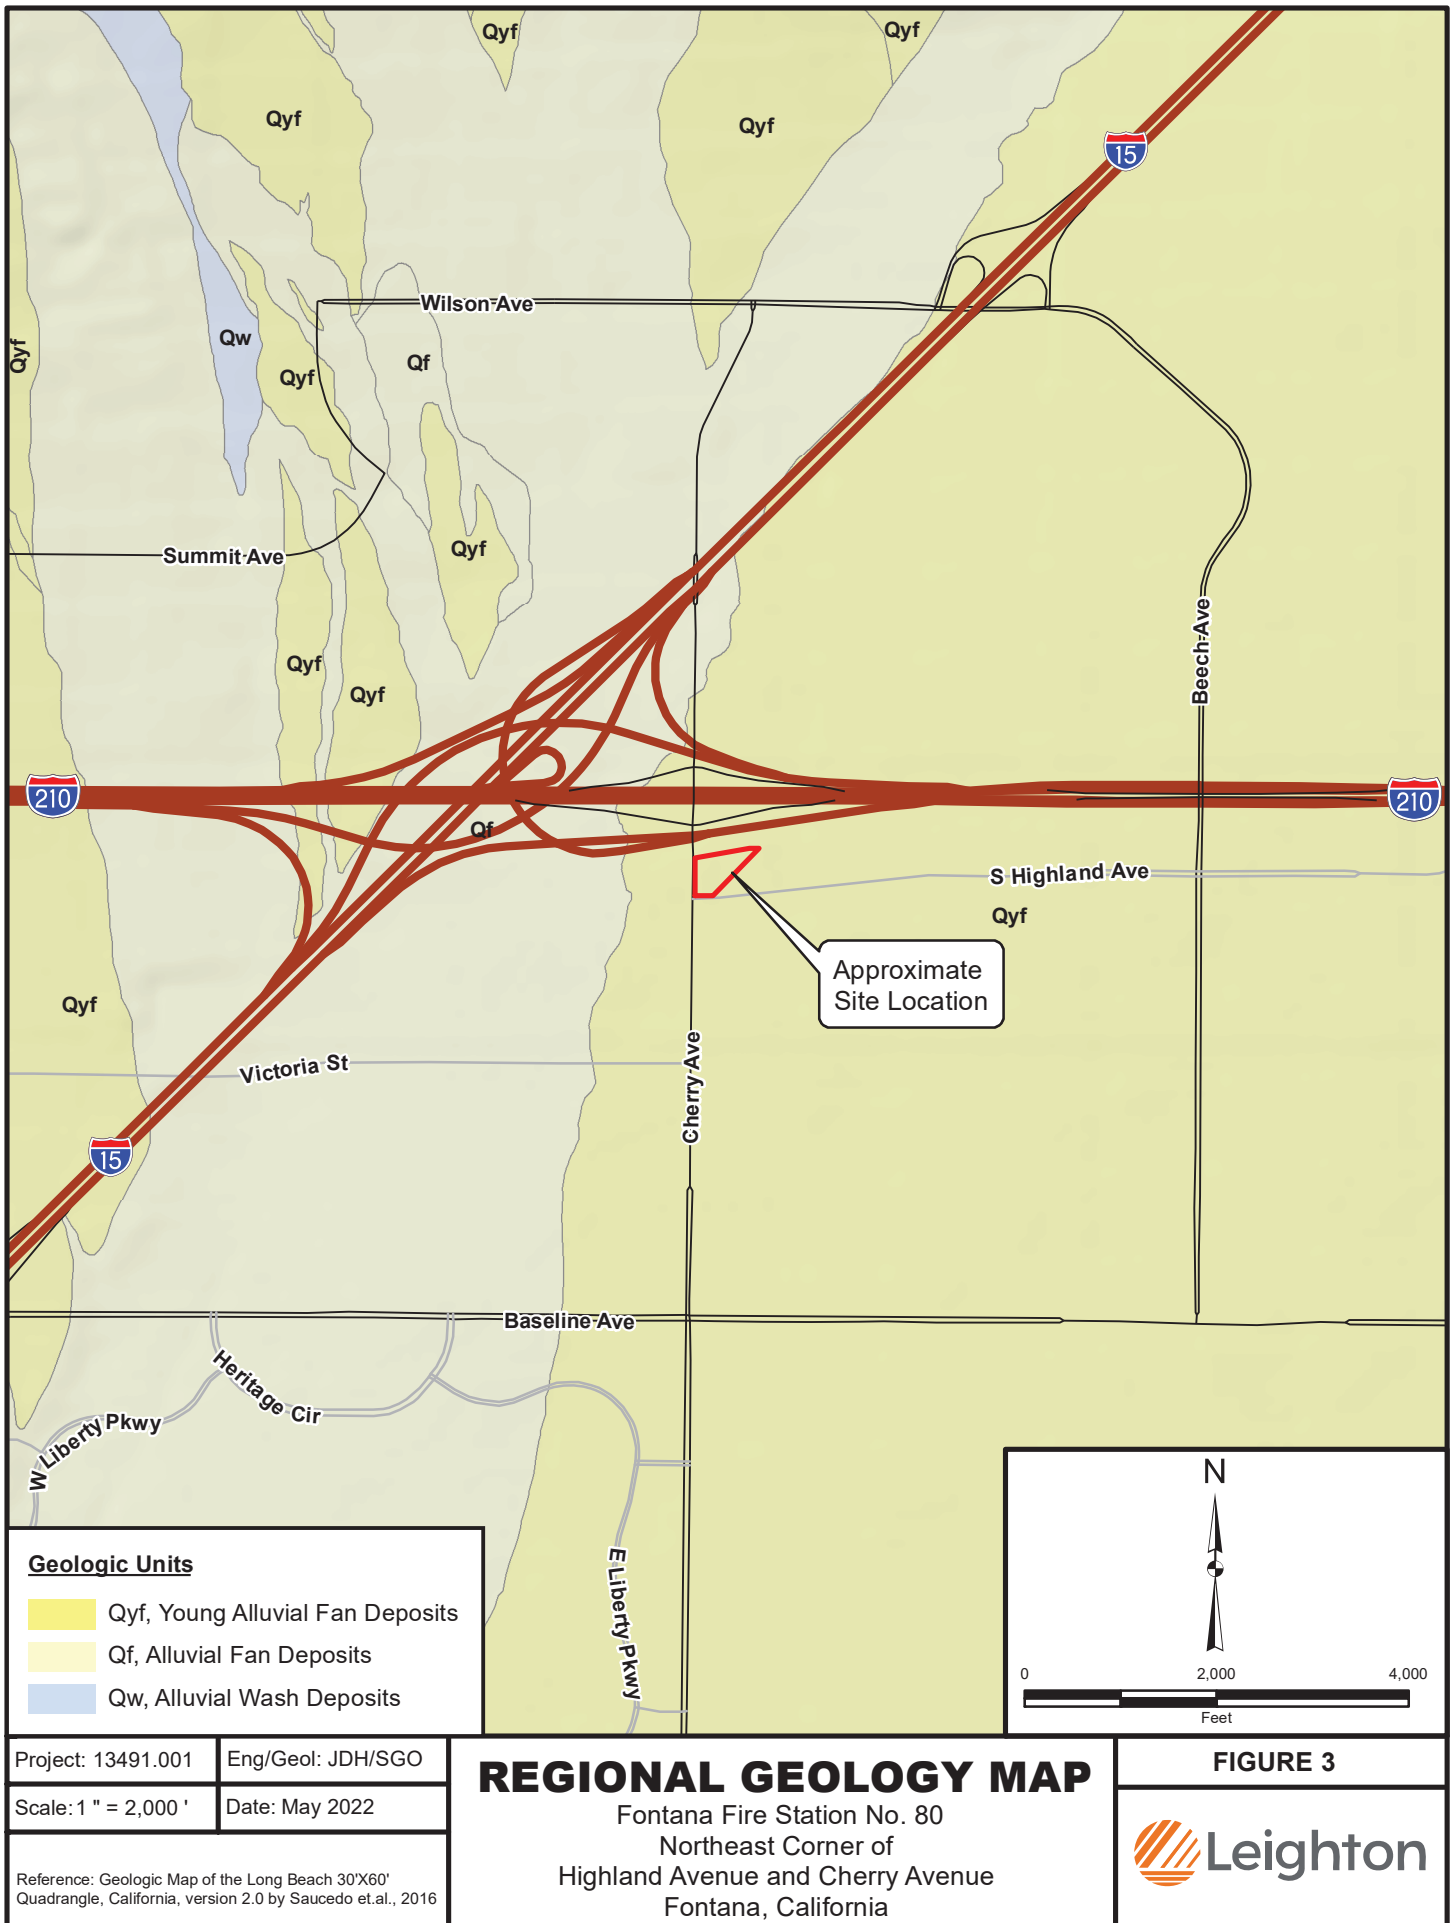 Qyf
Qyf
Qyf
Qyf
15
Wilson Ave
Qw
Qyf
Qyf
Qf
Summit Ave
Qyf
Beech Ave
Qyf
Qyf
210
210
Qf
S Highland Ave
Qyf
Approximate
Site Location
Qyf
Victoria St
Cherry Ave
15
Baseline Ave
Heritage Cir
W Liberty Pkwy
E Liberty Pkwy
N
0 2,000 4,000
Feet
Geologic Units
Qyf, Young Alluvial Fan Deposits
Qf, Alluvial Fan Deposits
Qw, Alluvial Wash Deposits
Project: 13491.001
Eng/Geol: JDH/SGO
Scale: 1 " = 2,000 '
Date: May 2022
Reference: Geologic Map of the Long Beach 30'X60'
Quadrangle, California, version 2.0 by Saucedo et.al., 2016
REGIONAL GEOLOGY MAP
Fontana Fire Station No. 80
Northeast Corner of
Highland Avenue and Cherry Avenue
Fontana, California
FIGURE 3
Leighton